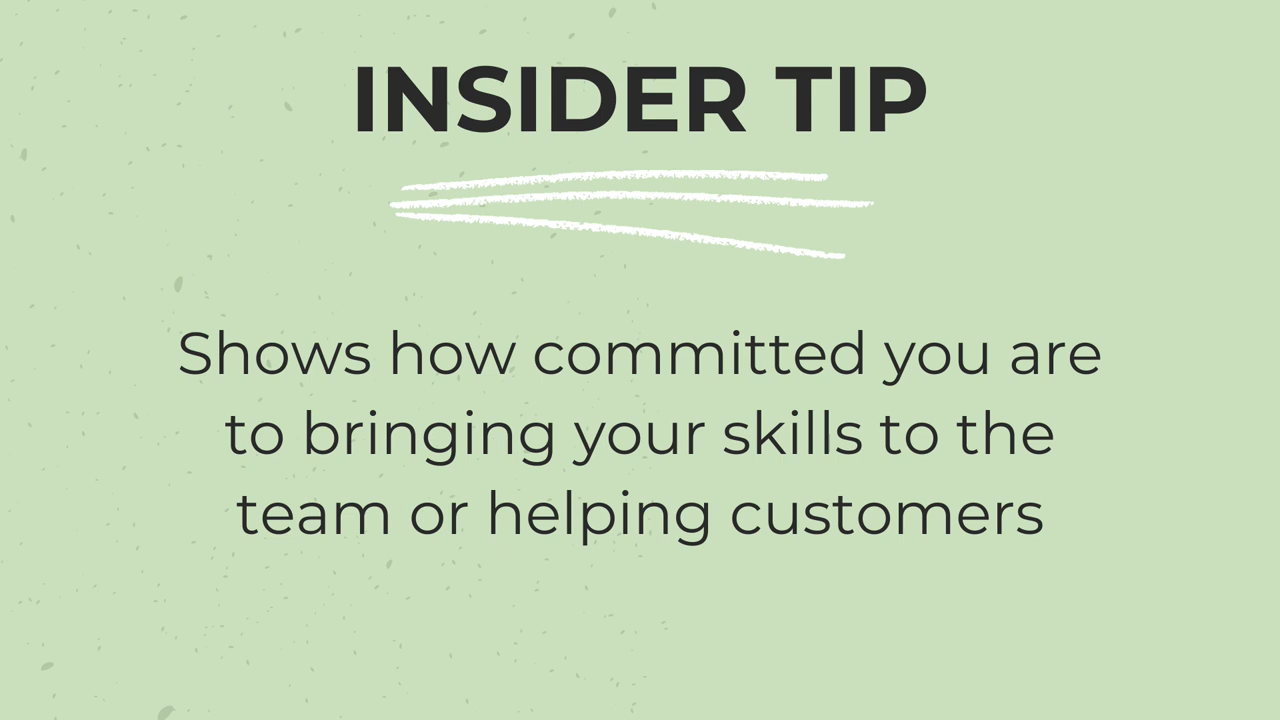 INSIDER TIP
Shows how committed you are
to bringing your skills to the
team or helping customers